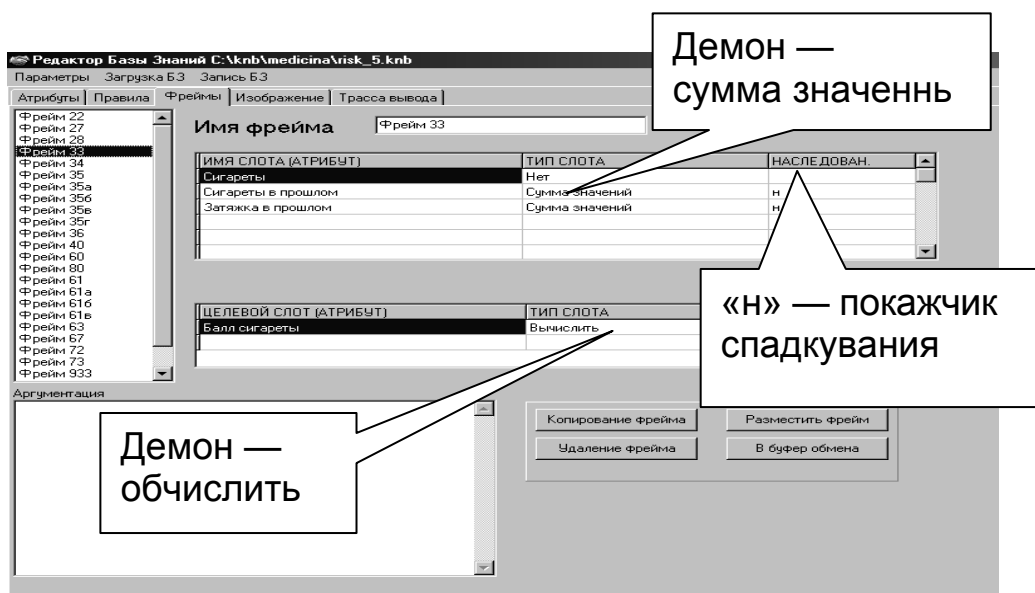 Редактор Базы Знаний C:\knb\medicina\risk_5.knb
Параметры Загрузка БЗ Запись БЗ
Атрибуты Правила Фреймы Изображение Трасса вывода
Фрейм 22
Фрейм 27
Фрейм 28
Фрейм 33
Фрейм 34
Фрейм 35
Фрейм 35а
Фрейм 35б
Фрейм 35в
Фрейм 35г
Фрейм 36
Фрейм 40
Фрейм 60
Фрейм 80
Фрейм 61
Фрейм 61а
Фрейм 61б
Фрейм 61в
Фрейм 63
Фрейм 67
Фрейм 72
Фрейм 73
Фрейм 933
Имя фрейма Фрейм 33
ИМЯ СЛОТА (АТРИБУТ) ТИП СЛОТА НАСЛЕДОВАН.
Сигареты Нет
Сигареты в прошлом Сумма значений н
Затяжка в прошлом Сумма значений н
ЦЕЛЕВОЙ СЛОТ (АТРИБУТ) ТИП СЛОТА
Балл сигареты Вычислить
Аргументация
Копирование фрейма Разместить фрейм
Удаление фрейма В буфер обмена
Демон —
сумма значеннь
«н» — покажчик
спадкування
Демон —
обчислить